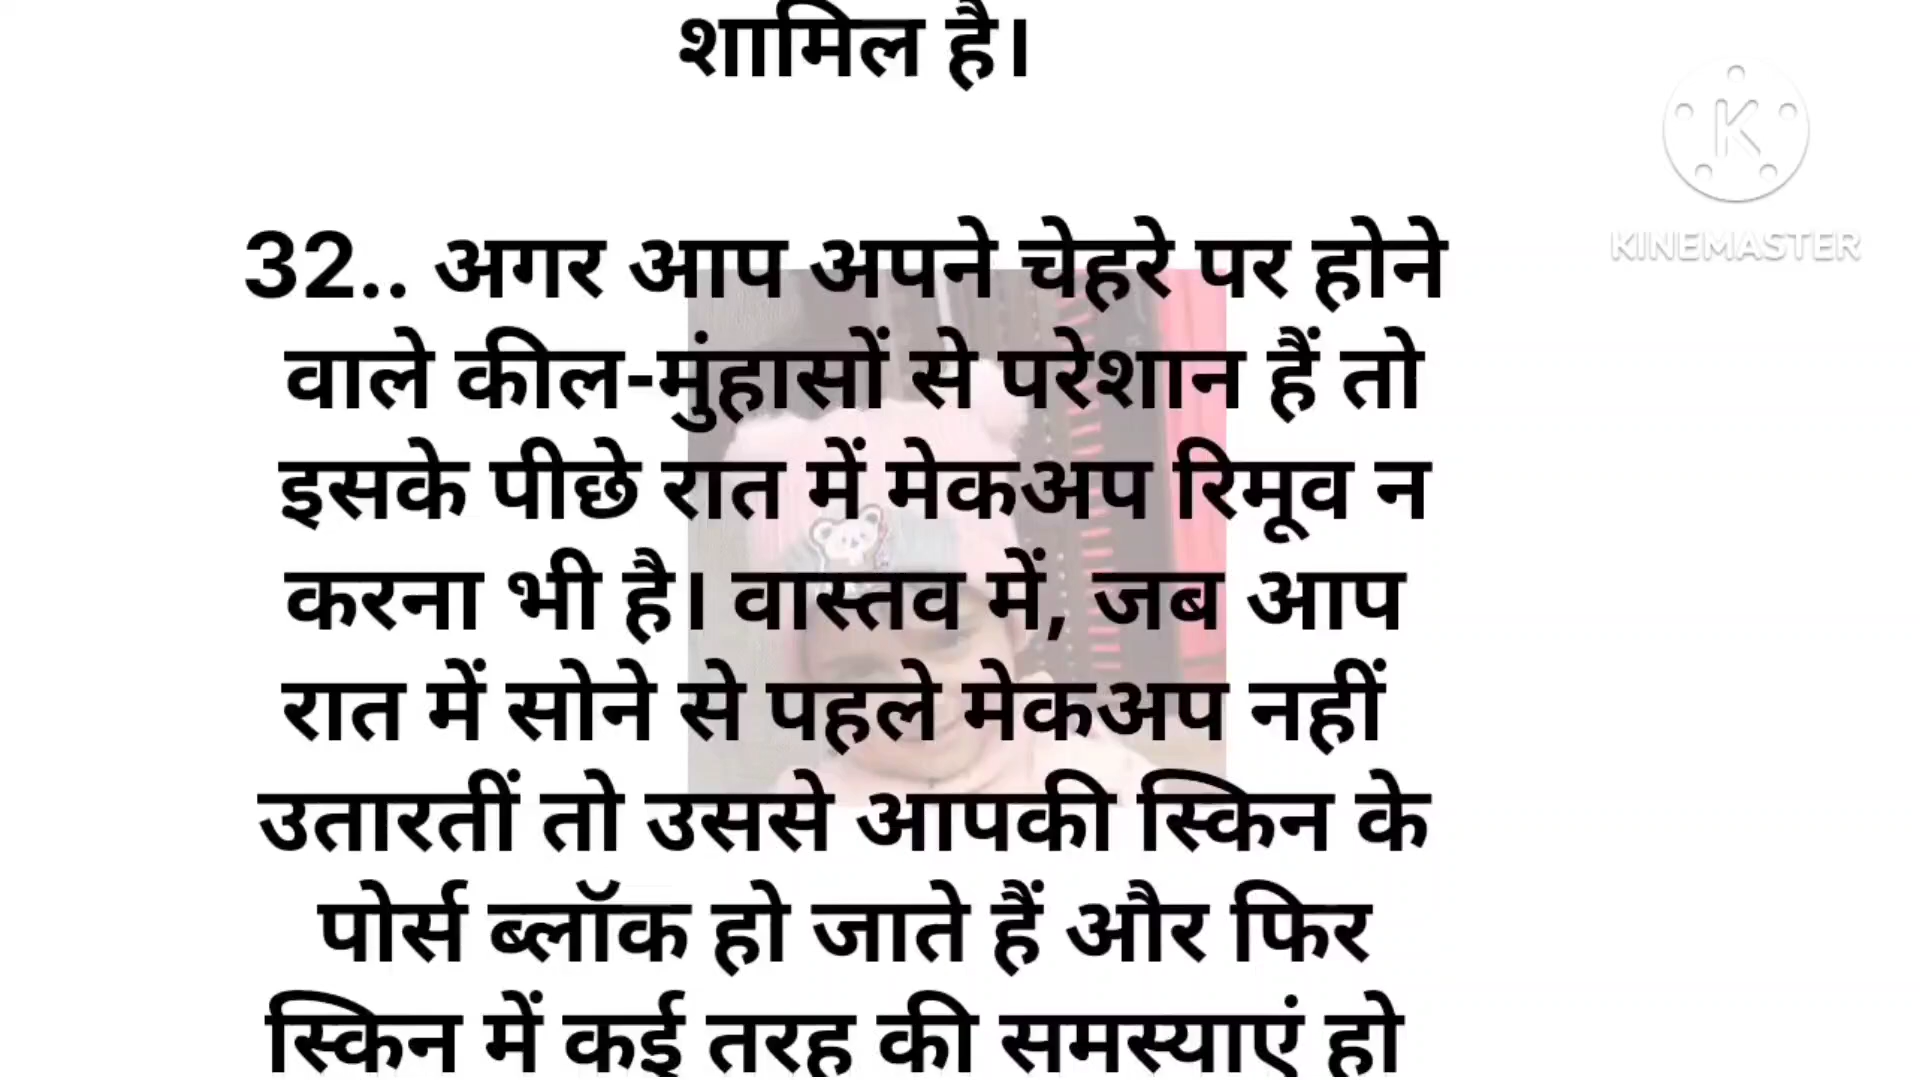 शामिल है।
KINEMASTER
32.. अगर आप अपने चेहरे पर होने
वाले कील-मुंहासों से परेशान हैं तो
इसके पीछे रात में मेकअप रिमूव न
करना भी है। वास्तव में, जब आप
रात में सोने से पहले मेकअप नहीं
उतारतीं तो उससे आपकी स्किन के
पोर्स ब्लॉक हो जाते हैं और फिर
स्किन में कई तरह की समस्याएं हो